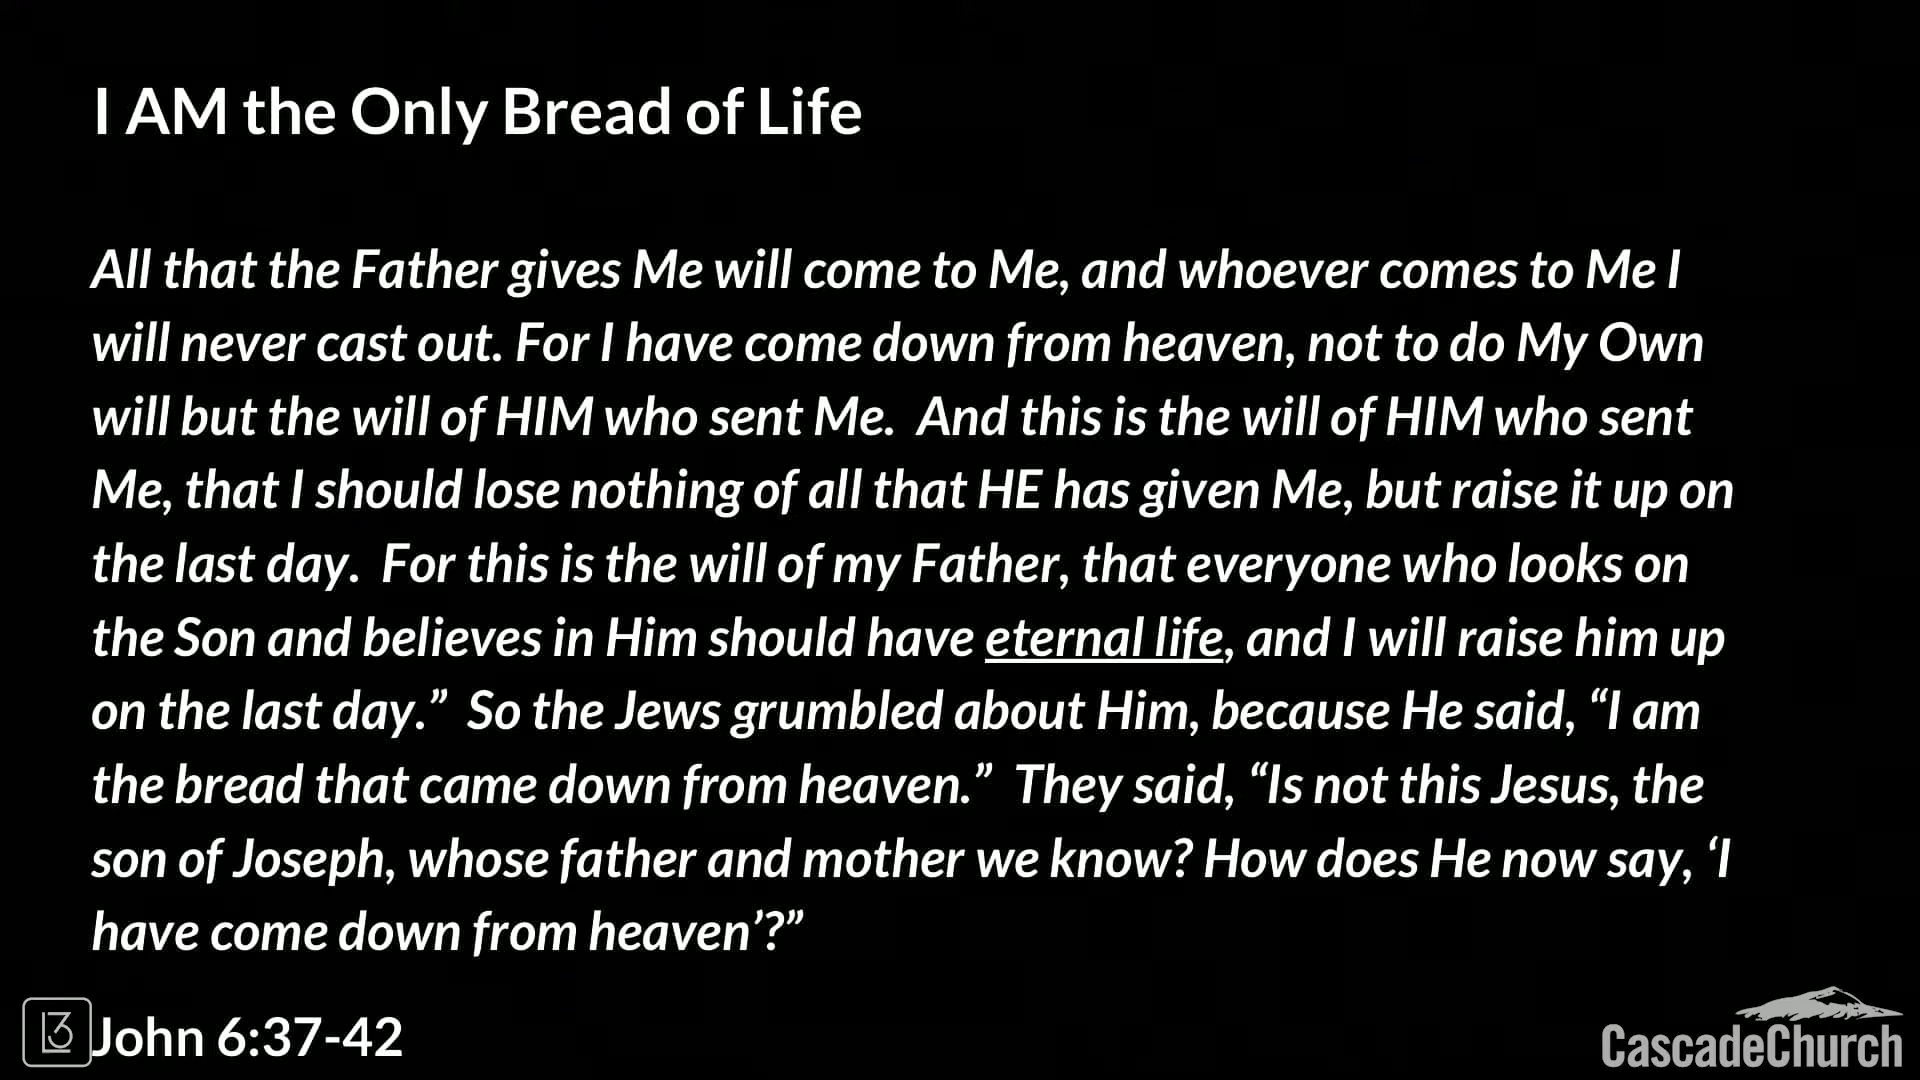 I AM the Only Bread of Life
All that the Father gives Me will come to Me, and whoever comes to Me I
will never cast out. For I have come down from heaven, not to do My Own
will but the will of HIM who sent Me.  And this is the will of HIM who sent
Me, that I should lose nothing of all that HE has given Me, but raise it up on
the last day.  For this is the will of my Father, that everyone who looks on
the Son and believes in Him should have eternal life, and I will raise him up
on the last day.”  So the Jews grumbled about Him, because He said, “I am
the bread that came down from heaven.”  They said, “Is not this Jesus, the
son of Joseph, whose father and mother we know? How does He now say, ‘I
have come down from heaven’?”
L3 John 6:37-42
CascadeChurch